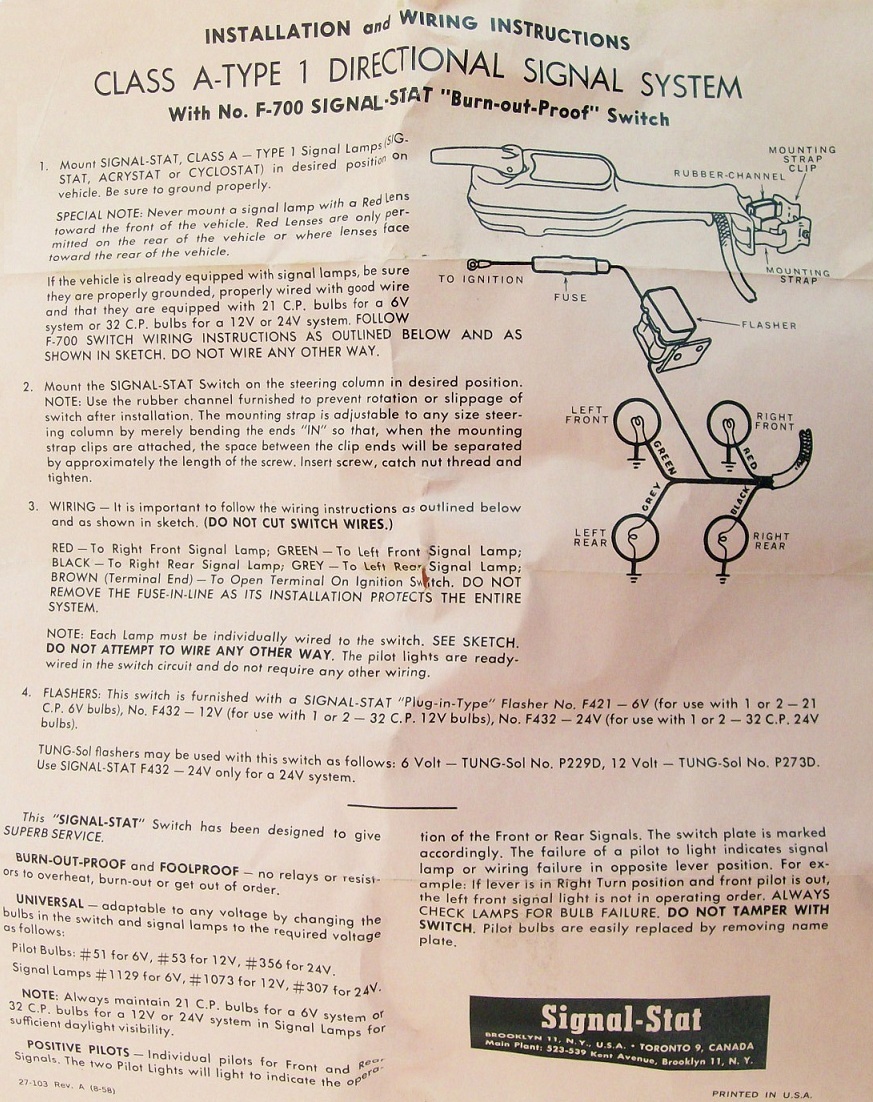 INSTALLATION and WIRING INSTRUCTIONS
CLASS A-TYPE 1 DIRECTIONAL SIGNAL SYSTEM
With No. F-700 SIGNAL-STAT "Burn-out-Proof" Switch
1. Mount SIGNAL-STAT, CLASS A — TYPE 1 Signal Lamps (SIG-
STAT, ACRYSTAT or CYCLOSTAT) in desired position on
vehicle. Be sure to ground properly.
SPECIAL NOTE: Never mount a signal lamp with a Red Lens
toward the front of the vehicle. Red Lenses are only per-
mitted on the rear of the vehicle or where lenses face
toward the rear of the vehicle.
If the vehicle is already equipped with signal lamps, be sure
they are properly grounded, properly wired with good wire
and that they are equipped with 21 C.P. bulbs for a 6V
system or 32 C.P. bulbs for a 12V or 24V system. FOLLOW
F-700 SWITCH WIRING INSTRUCTIONS AS OUTLINED BELOW AND AS
SHOWN IN SKETCH. DO NOT WIRE ANY OTHER WAY.
2. Mount the SIGNAL-STAT Switch on the steering column in desired position.
NOTE: Use the rubber channel furnished to prevent rotation or slippage of
switch after installation. The mounting strap is adjustable to any size steer-
ing column by merely bending the ends "IN" so that, when the mounting
strap clips are attached, the space between the clip ends will be separated
by approximately the length of the screw. Insert screw, catch nut thread and
tighten.
3. WIRING — It is important to follow the wiring instructions as outlined below
and as shown in sketch. (DO NOT CUT SWITCH WIRES.)
RED — To Right Front Signal Lamp; GREEN — To Left Front Signal Lamp;
BLACK — To Right Rear Signal Lamp; GREY — To Left Rear Signal Lamp;
BROWN (Terminal End) — To Open Terminal On Ignition Switch. DO NOT
REMOVE THE FUSE-IN-LINE AS ITS INSTALLATION PROTECTS THE ENTIRE
SYSTEM.
NOTE: Each Lamp must be individually wired to the switch. SEE SKETCH.
DO NOT ATTEMPT TO WIRE ANY OTHER WAY. The pilot lights are ready-
wired in the switch circuit and do not require any other wiring.
MOUNTING
STRAP
CLIP
RUBBER-CHANNEL
MOUNTING
STRAP
TO IGNITION
FUSE
FLASHER
LEFT
FRONT
RIGHT
FRONT
GREEN
RED
GREY
BLACK
LEFT
REAR
RIGHT
REAR
4. FLASHERS: This switch is furnished with a SIGNAL-STAT "Plug-in-Type" Flasher No. F421 — 6V (for use with 1 or 2 — 21
C.P. 6V bulbs), No. F432 — 12V (for use with 1 or 2 — 32 C.P. 12V bulbs), No. F432 — 24V (for use with 1 or 2 — 32 C.P. 24V
bulbs).
TUNG-Sol flashers may be used with this switch as follows: 6 Volt — TUNG-Sol No. P229D, 12 Volt — TUNG-Sol No. P273D.
Use SIGNAL-STAT F432 — 24V only for a 24V system.
This "SIGNAL-STAT" Switch has been designed to give
SUPERB SERVICE.
BURN-OUT-PROOF and FOOLPROOF — no relays or resist-
ors to overheat, burn-out or get out of order.
UNIVERSAL — adaptable to any voltage by changing the
bulbs in the switch and signal lamps to the required voltage
as follows:
Pilot Bulbs: #51 for 6V, #53 for 12V, #356 for 24V.
Signal Lamps #1129 for 6V, #1073 for 12V, #307 for 24V.
NOTE: Always maintain 21 C.P. bulbs for a 6V system or
32 C.P. bulbs for a 12V or 24V system in Signal Lamps for
sufficient daylight visibility.
POSITIVE PILOTS — Individual pilots for Front and Rear
Signals. The two Pilot Lights will light to indicate the opera-
27-103 Rev. A (8-58)
tion of the Front or Rear Signals. The switch plate is marked
accordingly. The failure of a pilot to light indicates signal
lamp or wiring failure in opposite lever position. For ex-
ample: If lever is in Right Turn position and front pilot is out,
the left front signal light is not in operating order. ALWAYS
CHECK LAMPS FOR BULB FAILURE. DO NOT TAMPER WITH
SWITCH. Pilot bulbs are easily replaced by removing name
plate.
Signal-Stat
BROOKLYN 11, N.Y., U.S.A. • TORONTO 9, CANADA
Main Plant: 523-539 Kent Avenue, Brooklyn 11, N. Y.
PRINTED IN U.S.A.